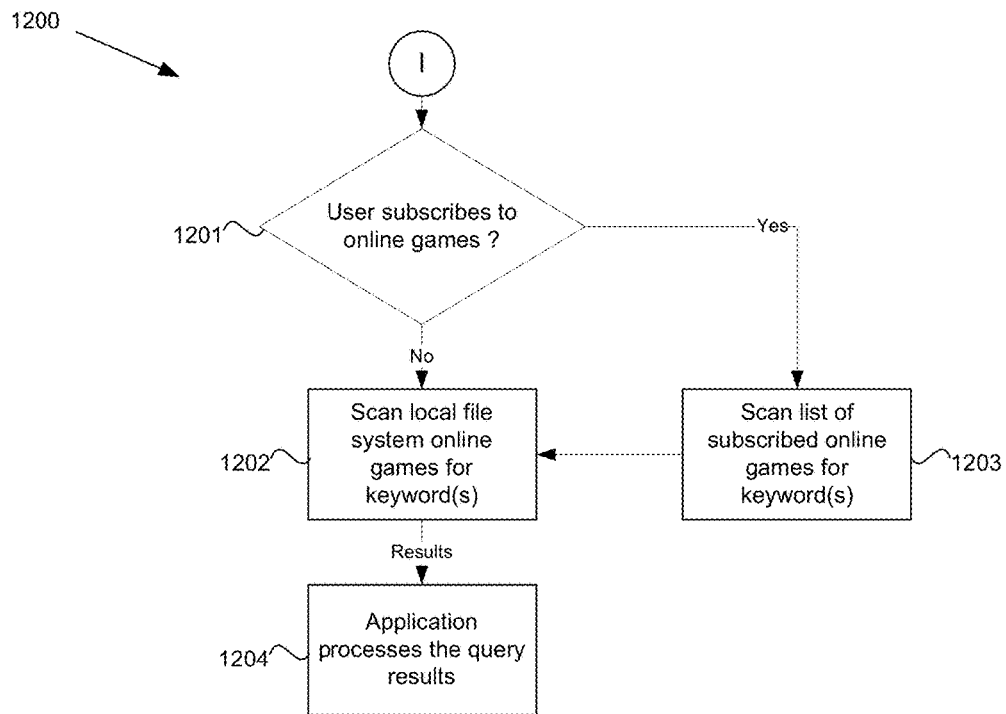 1200
I
User subscribes to
online games ?
1201
Yes
No
Scan local file
system online
games for
keyword(s)
1202
Scan list of
subscribed online
games for
keyword(s)
1203
Results
Application
processes the query
results
1204